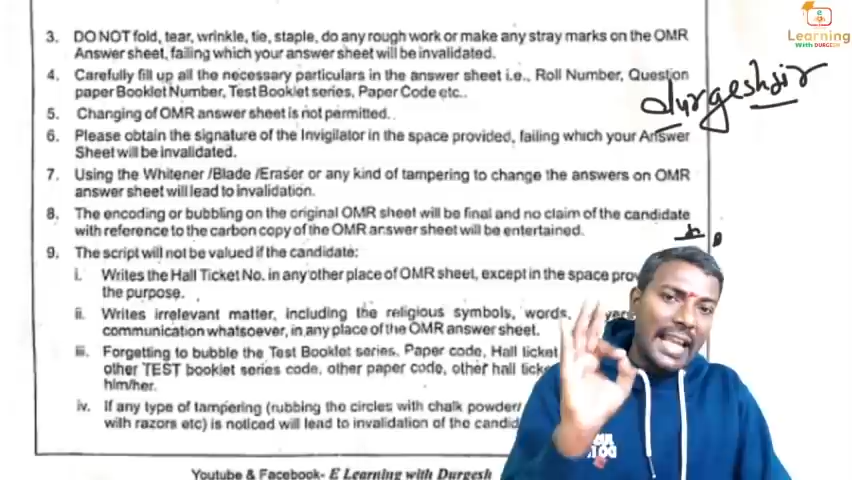 Learning
With DURGESH
3. DO NOT fold, tear, wrinkle, tie, staple, do any rough work or make any stray marks on the OMR
Answer sheet, failing which your answer sheet will be invalidated.
4. Carefully fill up all the necessary particulars in the answer sheet i.e., Roll Number, Question
paper Booklet Number, Test Booklet series, Paper Code etc..
durgeshsir
5. Changing of OMR answer sheet is not permitted.
6. Please obtain the signature of the Invigilator in the space provided, failing which your Answer
Sheet will be invalidated.
7. Using the Whitener /Blade /Eraser or any kind of tampering to change the answers on OMR
answer sheet will lead to invalidation.
8. The encoding or bubbling on the original OMR sheet will be final and no claim of the candidate
with reference to the carbon copy of the OMR answer sheet will be entertained.
9. The script will not be valued if the candidate:
i. Writes the Hall Ticket No. in any other place of OMR sheet, except in the space
the purpose.
ii. Writes irrelevant matter, including the religious symbols, words,
communication whatsoever, in any place of the OMR answer sheet.
iii. Forgetting to bubble the Test Booklet series, Paper code, Hall ticket
other TEST booklet series code, other paper code, other hall
him/her.
iv. If any type of tampering (rubbing the circles with chalk powder/
with razors etc) is noticed will lead to invalidation of the
Youtube & Facebook- E Learning with Durgesh